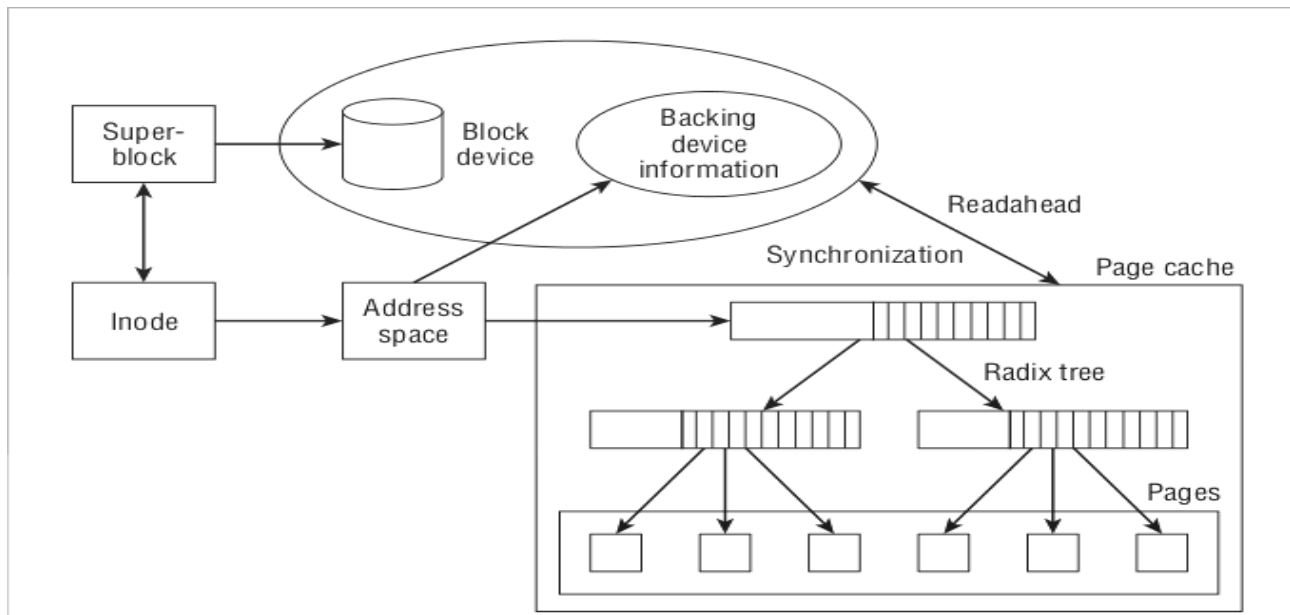 Super-
block
Block
device
Backing
device
information
Readahead
Synchronization
Page cache
Inode
Address
space
Radix tree
Pages